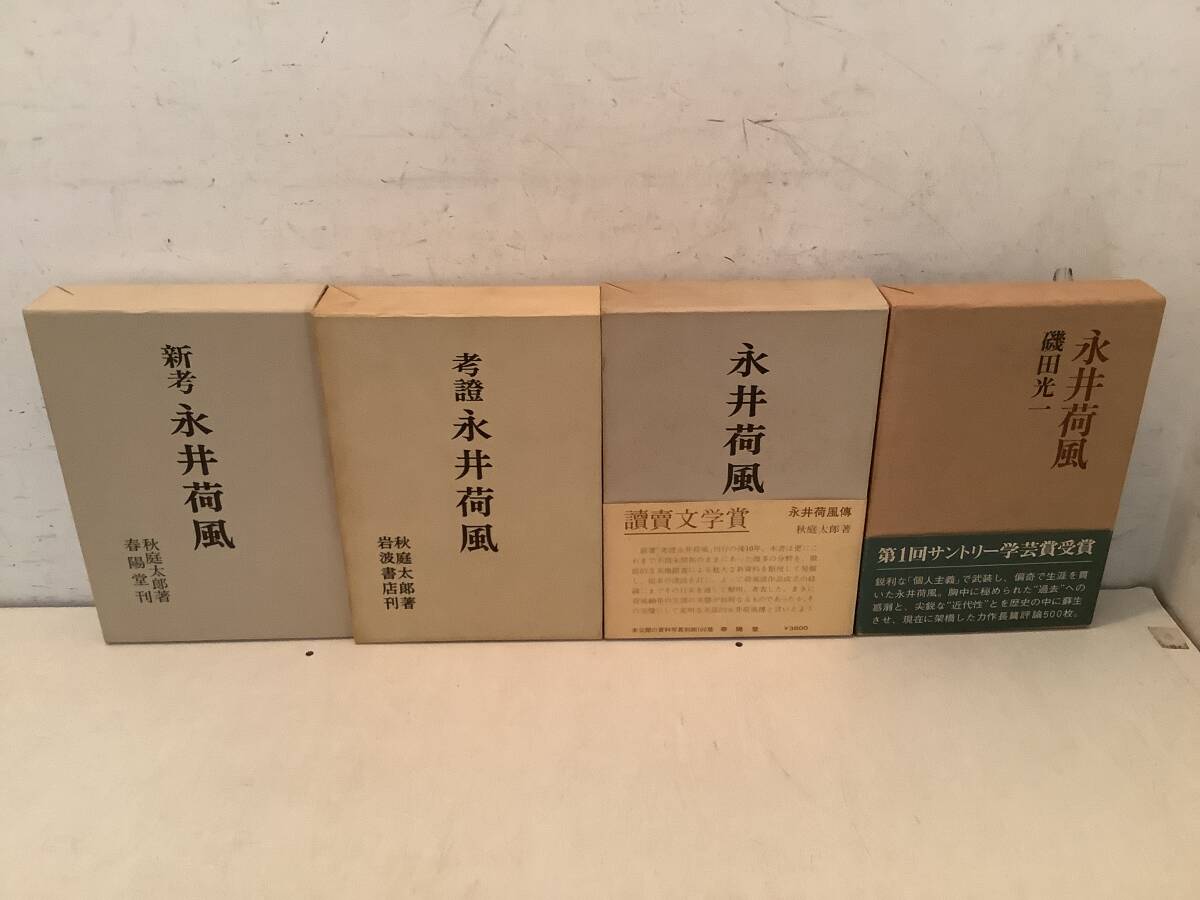 新考 永井荷風
秋庭太郎著
春陽堂刊
考證 永井荷風
秋庭太郎著
岩波書店刊
永井荷風
讀賣文学賞
永井荷風傳
秋庭太郎著
春陽堂
¥3800
永井荷風
磯田光一
第1回サントリー学芸賞受賞
鋭利な「個人主義」で武装し、偏奇で生涯を貫
いた永井荷風。胸中に秘められた“過去”への
葛藤と、尖鋭な“近代性”とを歴史の中に蘇生
させ、現在に架橋した力作長篇評論500枚。